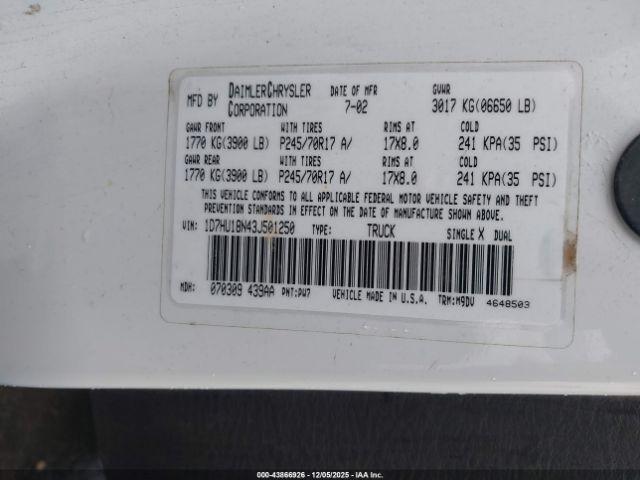 MFD BY DAIMLERCHRYSLER CORPORATION DATE OF MFR 7-02 GVWR 3017 KG(06650 LB)
GAWR FRONT WITH TIRES RIMS AT COLD
1770 KG(3900 LB) P245/70R17 A/ 17X8.0 241 KPA(35 PSI)
GAWR REAR WITH TIRES RIMS AT COLD
1770 KG(3900 LB) P245/70R17 A/ 17X8.0 241 KPA(35 PSI)
THIS VEHICLE CONFORMS TO ALL APPLICABLE FEDERAL MOTOR VEHICLE SAFETY AND THEFT
PREVENTION STANDARDS IN EFFECT ON THE DATE OF MANUFACTURE SHOWN ABOVE.
VIN: 1D7HU18N43J501250 TYPE: TRUCK SINGLE X DUAL
MDH: 070309 439AA PNT:PW7 VEHICLE MADE IN U.S.A. TRM:M9DV 4648503
000-43866926 - 12/05/2025 - IAA Inc.